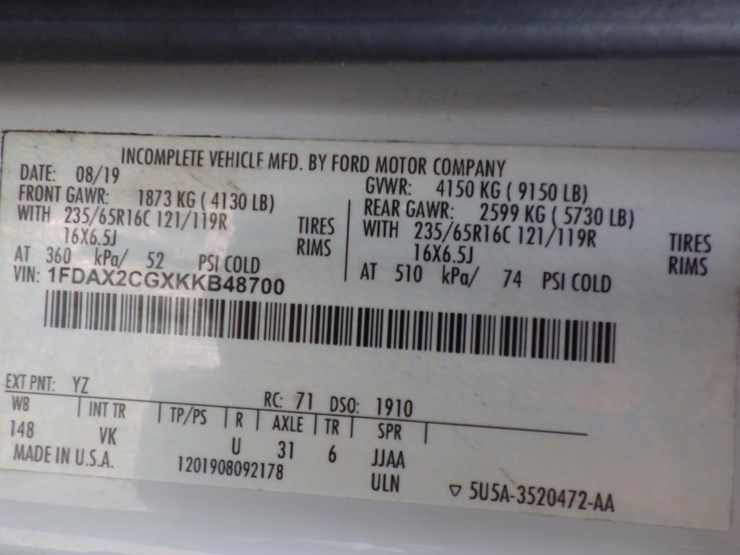 INCOMPLETE VEHICLE MFD. BY FORD MOTOR COMPANY
DATE: 08/19
GVWR: 4150 KG ( 9150 LB)
FRONT GAWR: 1873 KG ( 4130 LB)
REAR GAWR: 2599 KG ( 5730 LB)
WITH 235/65R16C 121/119R TIRES
WITH 235/65R16C 121/119R TIRES
16X6.5J RIMS
16X6.5J RIMS
AT 360 kPa/ 52 PSI COLD
AT 510 kPa/ 74 PSI COLD
VIN: 1FDAX2CGXKKB48700
EXT PNT: YZ RC: 71 DSO: 1910
WB INT TR TP/PS R AXLE TR SPR
148 VK U 31 6 JJAA
MADE IN U.S.A. 1201908092178 ULN
▽ 5U5A-3520472-AA